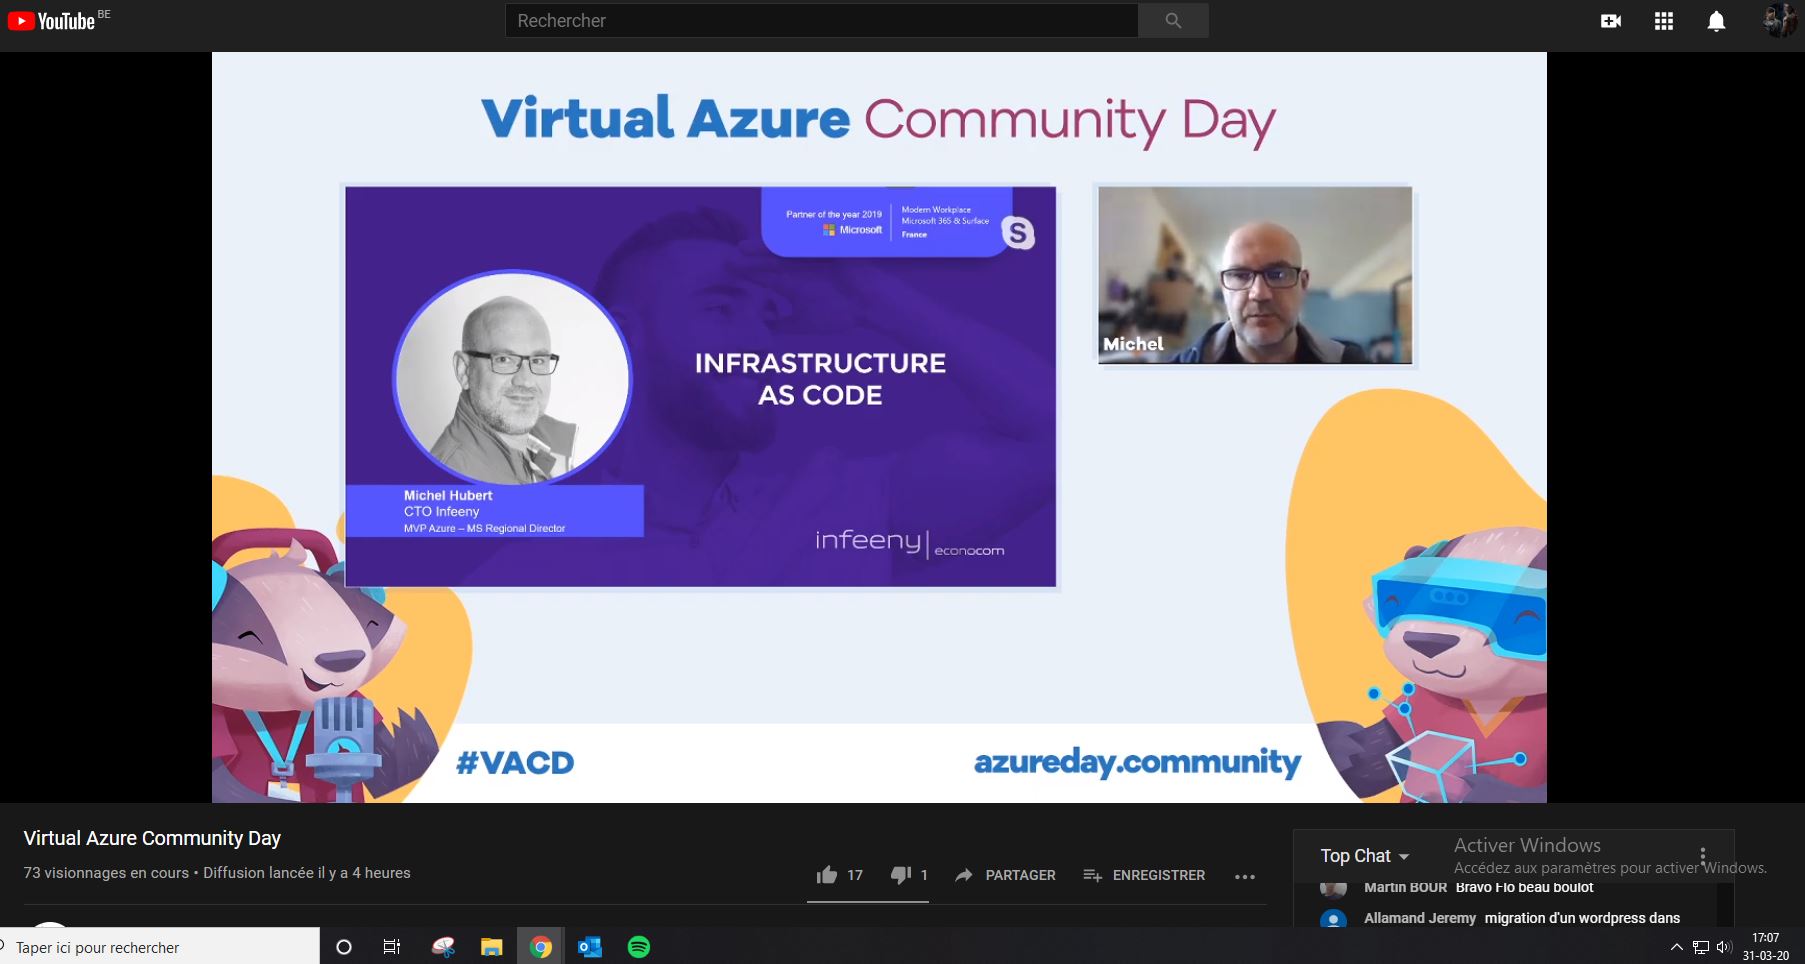 YouTube BE
Rechercher
Virtual Azure Community Day
Partner of the year 2019
Microsoft
Modern Workplace
Microsoft 365 & Surface
France
S
INFRASTRUCTURE
AS CODE
Michel Hubert
CTO Infeeny
MVP Azure – MS Regional Director
infeeny| econocom
Michel
#VACD
azureday.community
Virtual Azure Community Day
73 visionnages en cours • Diffusion lancée il y a 4 heures
17
1
PARTAGER
ENREGISTRER
Top Chat
Activer Windows
Accédez aux paramètres pour activer Windows.
Martin BOUR Bravo Flo beau boulot
Allamand Jeremy migration d'un wordpress dans
Taper ici pour rechercher
17:07
31-03-20